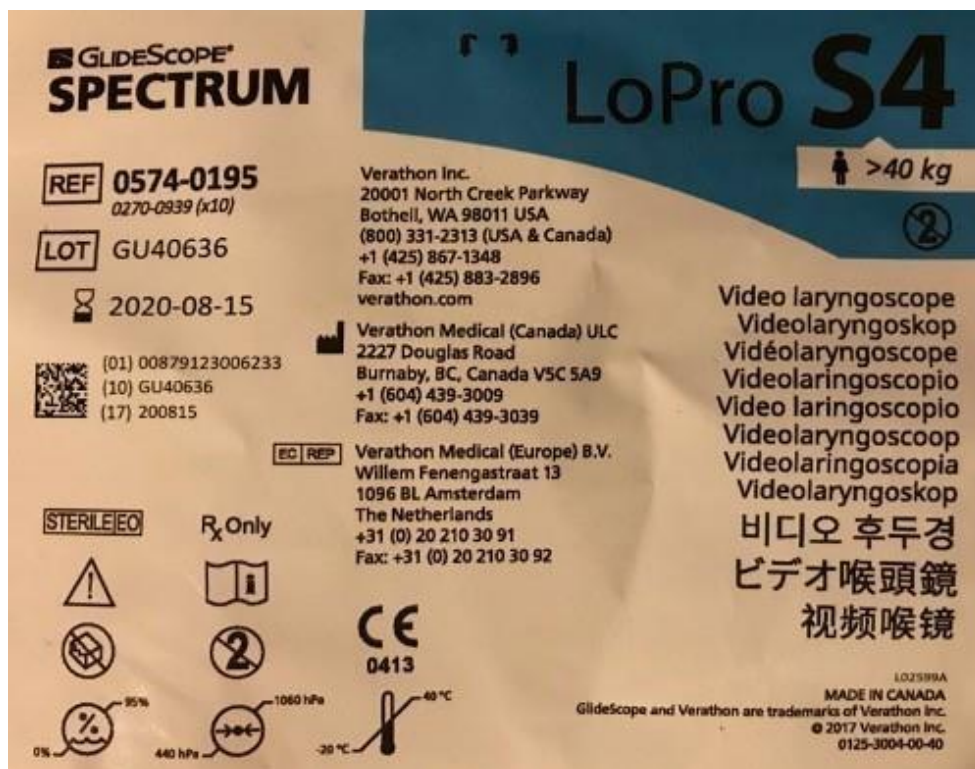 GLIDESCOPE®
SPECTRUM
LoPro S4
>40 kg
2
REF 0574-0195
0270-0939 (x10)
LOT GU40636
2020-08-15
(01) 00879123006233
(10) GU40636
(17) 200815
Verathon Inc.
20001 North Creek Parkway
Bothell, WA 98011 USA
(800) 331-2313 (USA & Canada)
+1 (425) 867-1348
Fax: +1 (425) 883-2896
verathon.com
Verathon Medical (Canada) ULC
2227 Douglas Road
Burnaby, BC, Canada V5C 5A9
+1 (604) 439-3009
Fax: +1 (604) 439-3039
EC REP Verathon Medical (Europe) B.V.
Willem Fenengastraat 13
1096 BL Amsterdam
The Netherlands
+31 (0) 20 210 30 91
Fax: +31 (0) 20 210 30 92
Video laryngoscope
Videolaryngoskop
Vidéolaryngoscope
Videolaringoscopio
Video laringoscopio
Videolaryngoscoop
Videolaringoscopia
Videolaryngoskop
비디오 후두경
ビデオ喉頭鏡
视频喉镜
STERILE EO
Rx Only
i
2
CE
0413
95%
0%
1060 hPa
440 hPa
40 °C
-20 °C
L02599A
MADE IN CANADA
GlideScope and Verathon are trademarks of Verathon Inc.
© 2017 Verathon Inc.
0125-3004-00-40